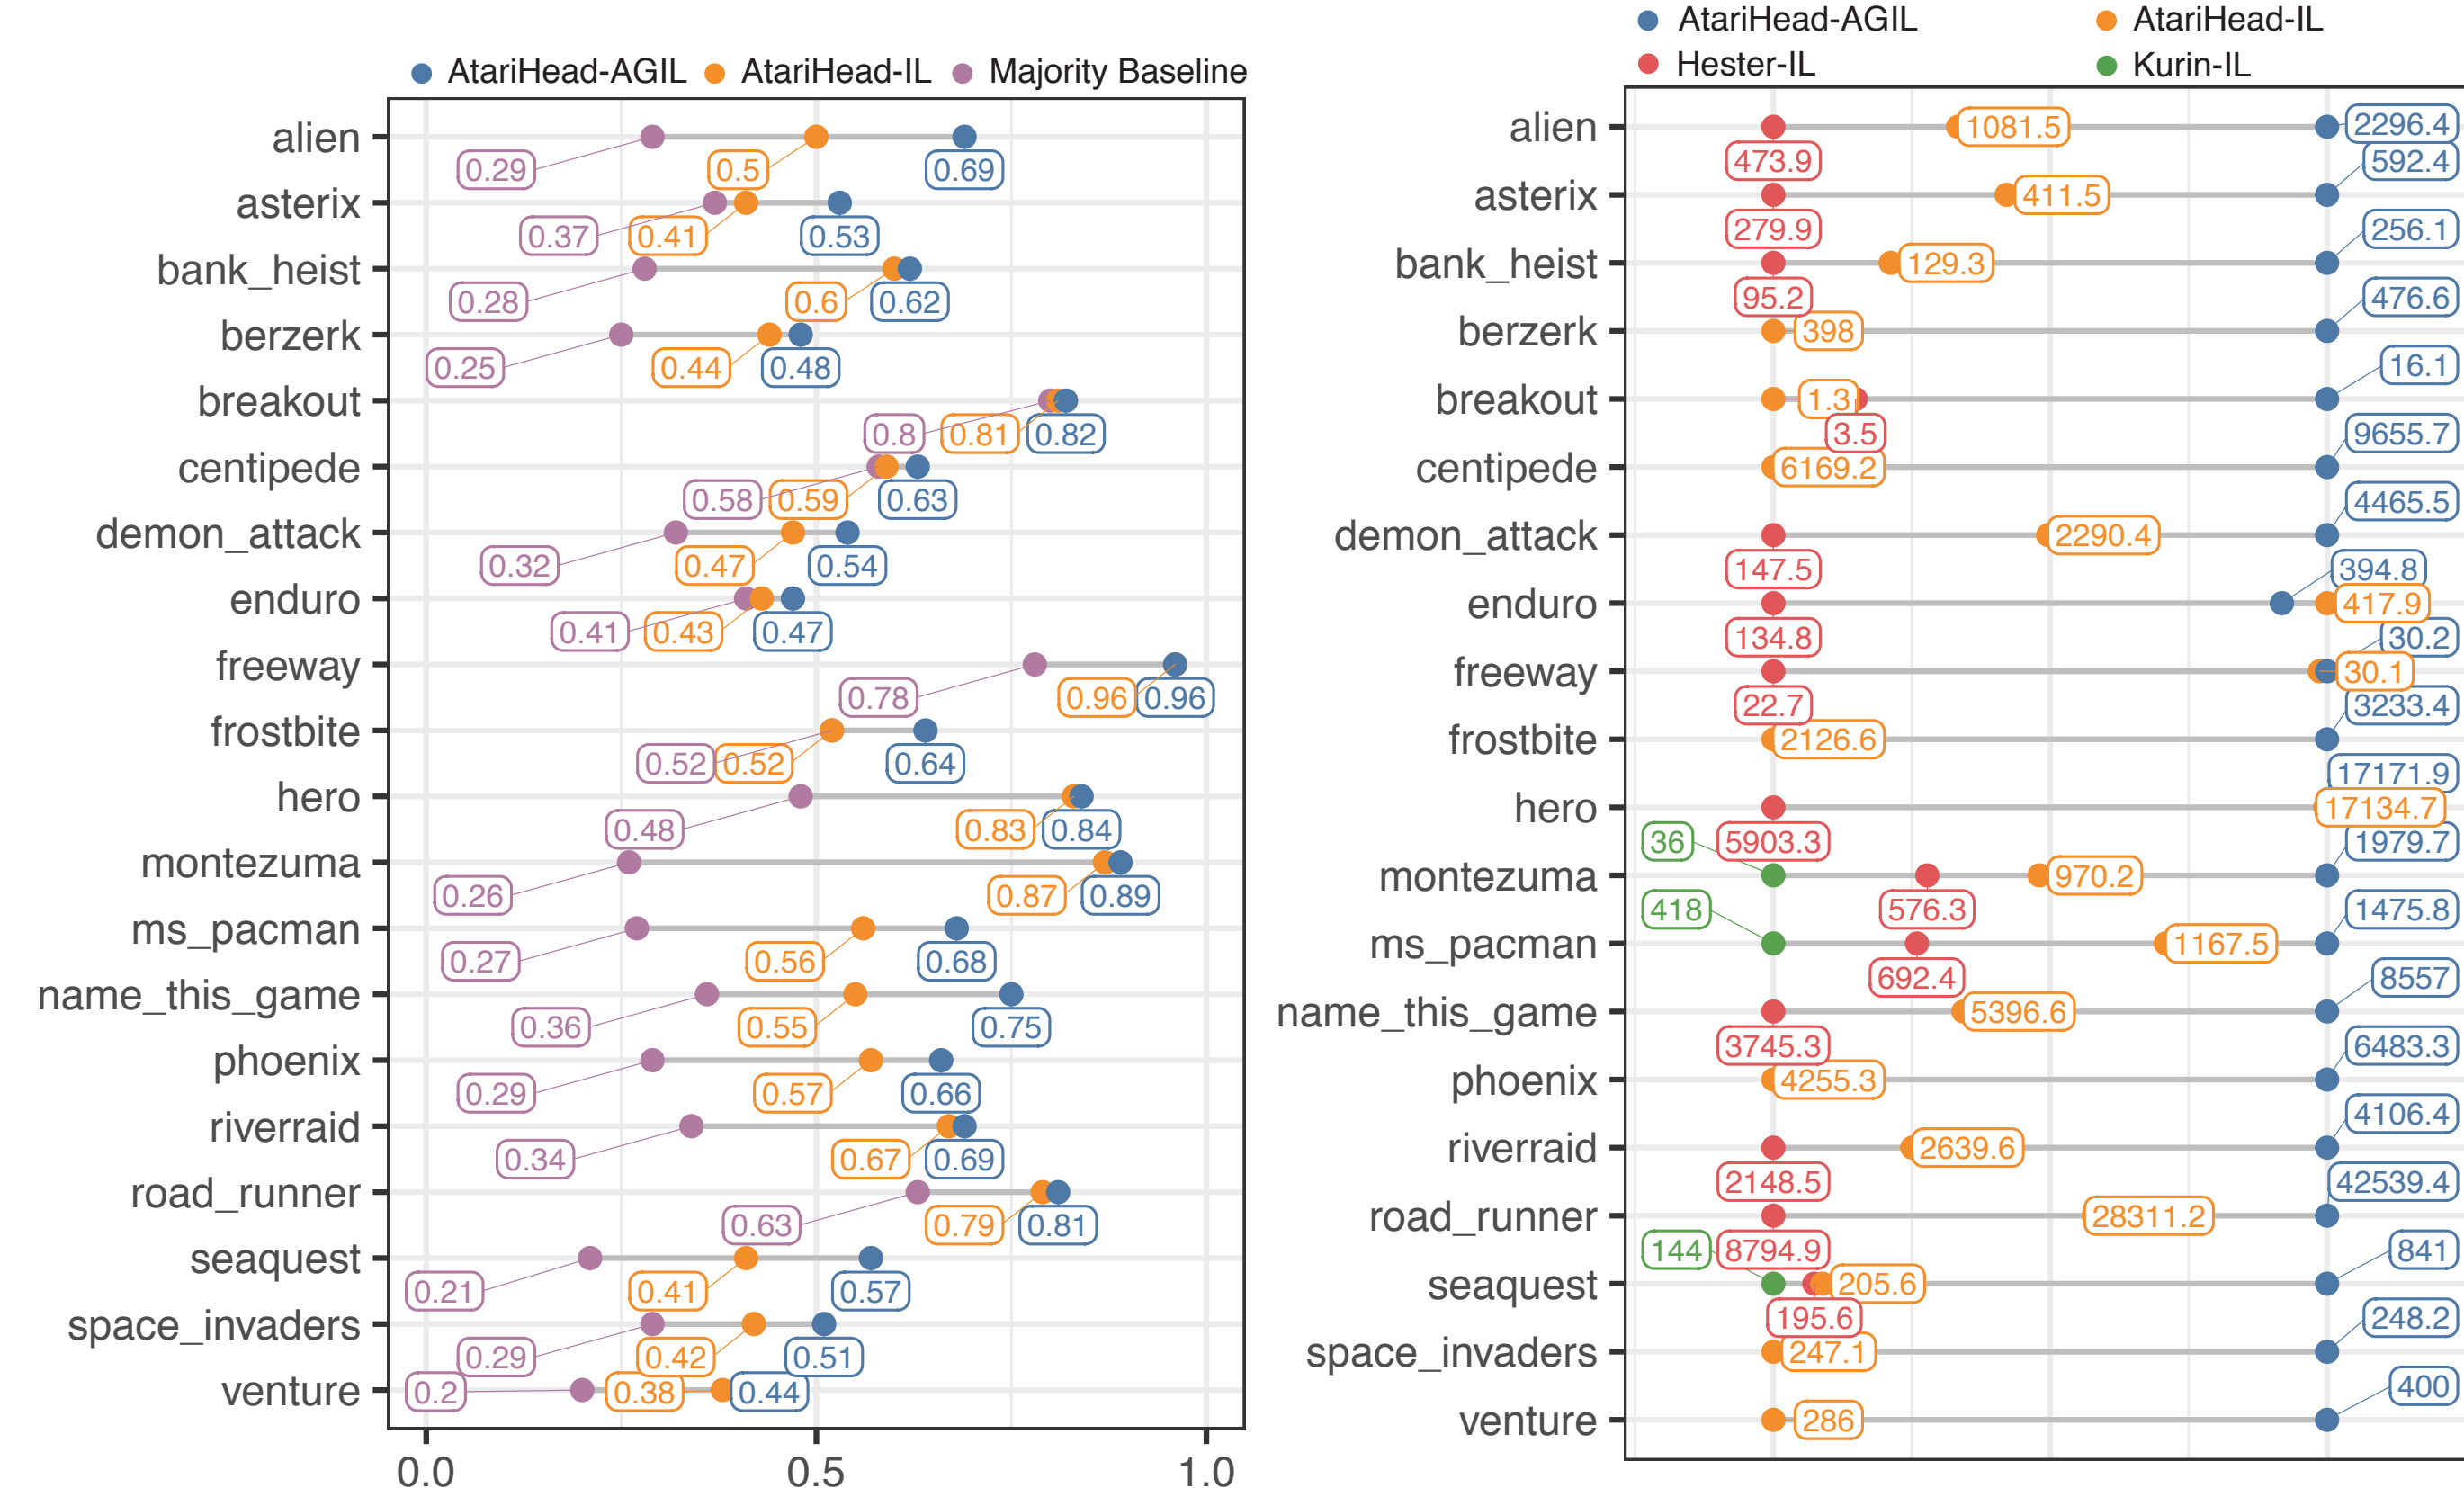 AtariHead-AGIL AtariHead-IL Majority Baseline
alien
0.29 0.5 0.69
asterix
0.37 0.41 0.53
bank_heist
0.28 0.6 0.62
berzerk
0.25 0.44 0.48
breakout
0.8 0.81 0.82
centipede
0.58 0.59 0.63
demon_attack
0.32 0.47 0.54
enduro
0.41 0.43 0.47
freeway
0.78 0.96 0.96
frostbite
0.52 0.52 0.64
hero
0.48 0.83 0.84
montezuma
0.26 0.87 0.89
ms_pacman
0.27 0.56 0.68
name_this_game
0.36 0.55 0.75
phoenix
0.29 0.57 0.66
riverraid
0.34 0.67 0.69
road_runner
0.63 0.79 0.81
seaquest
0.21 0.41 0.57
space_invaders
0.29 0.42 0.51
venture 0.2 0.38 0.44
0.0 0.5 1.0
AtariHead-AGIL AtariHead-IL
Hester-IL Kurin-IL
alien 1081.5 2296.4
473.9 592.4
asterix 411.5
279.9 256.1
bank_heist 129.3
95.2 476.6
berzerk 398
16.1
breakout 1.3
3.5 9655.7
centipede 6169.2
4465.5
demon_attack 2290.4
147.5 394.8
enduro 417.9
134.8 30.2
freeway 30.1
22.7 3233.4
frostbite 2126.6
17171.9
hero 17134.7
36 5903.3 1979.7
montezuma 970.2
418 576.3 1475.8
ms_pacman 1167.5
692.4 8557
name_this_game 5396.6
3745.3 6483.3
phoenix 4255.3
4106.4
riverraid 2639.6
2148.5 42539.4
road_runner 28311.2
144 8794.9 841
seaquest 205.6
195.6 248.2
space_invaders 247.1
400
venture 286